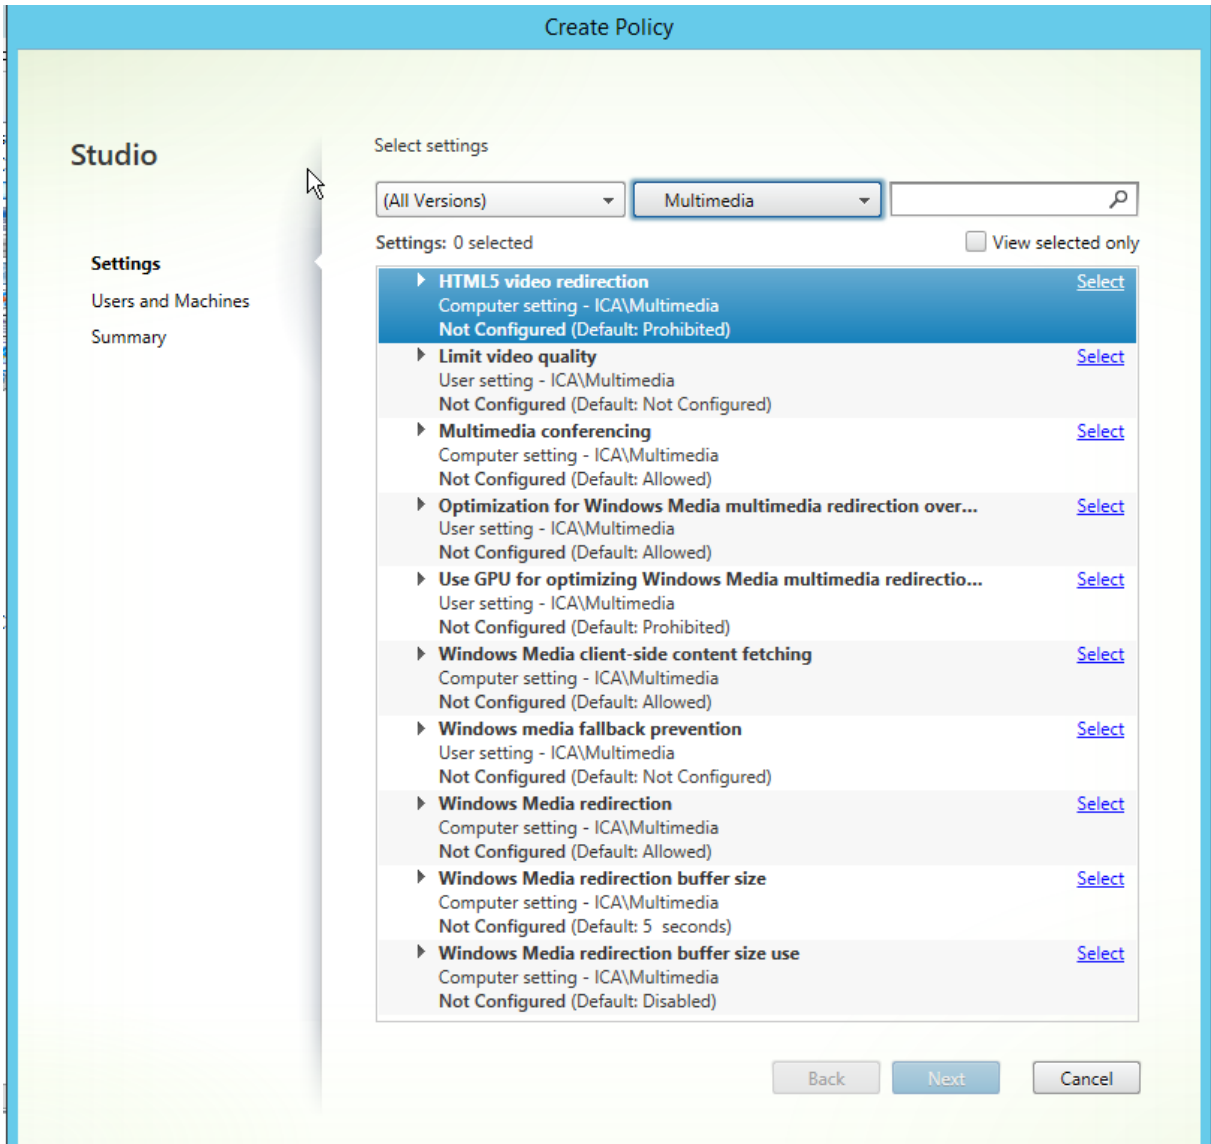 Create Policy
Studio
Settings
Users and Machines
Summary
Select settings
(All Versions)
Multimedia
Settings: 0 selected
View selected only
HTML5 video redirection
Select
Computer setting - ICA\Multimedia
Not Configured (Default: Prohibited)
Limit video quality
Select
User setting - ICA\Multimedia
Not Configured (Default: Not Configured)
Multimedia conferencing
Select
Computer setting - ICA\Multimedia
Not Configured (Default: Allowed)
Optimization for Windows Media multimedia redirection over...
Select
User setting - ICA\Multimedia
Not Configured (Default: Allowed)
Use GPU for optimizing Windows Media multimedia redirectio...
Select
User setting - ICA\Multimedia
Not Configured (Default: Prohibited)
Windows Media client-side content fetching
Select
Computer setting - ICA\Multimedia
Not Configured (Default: Allowed)
Windows media fallback prevention
Select
User setting - ICA\Multimedia
Not Configured (Default: Not Configured)
Windows Media redirection
Select
Computer setting - ICA\Multimedia
Not Configured (Default: Allowed)
Windows Media redirection buffer size
Select
Computer setting - ICA\Multimedia
Not Configured (Default: 5  seconds)
Windows Media redirection buffer size use
Select
Computer setting - ICA\Multimedia
Not Configured (Default: Disabled)
Back
Next
Cancel